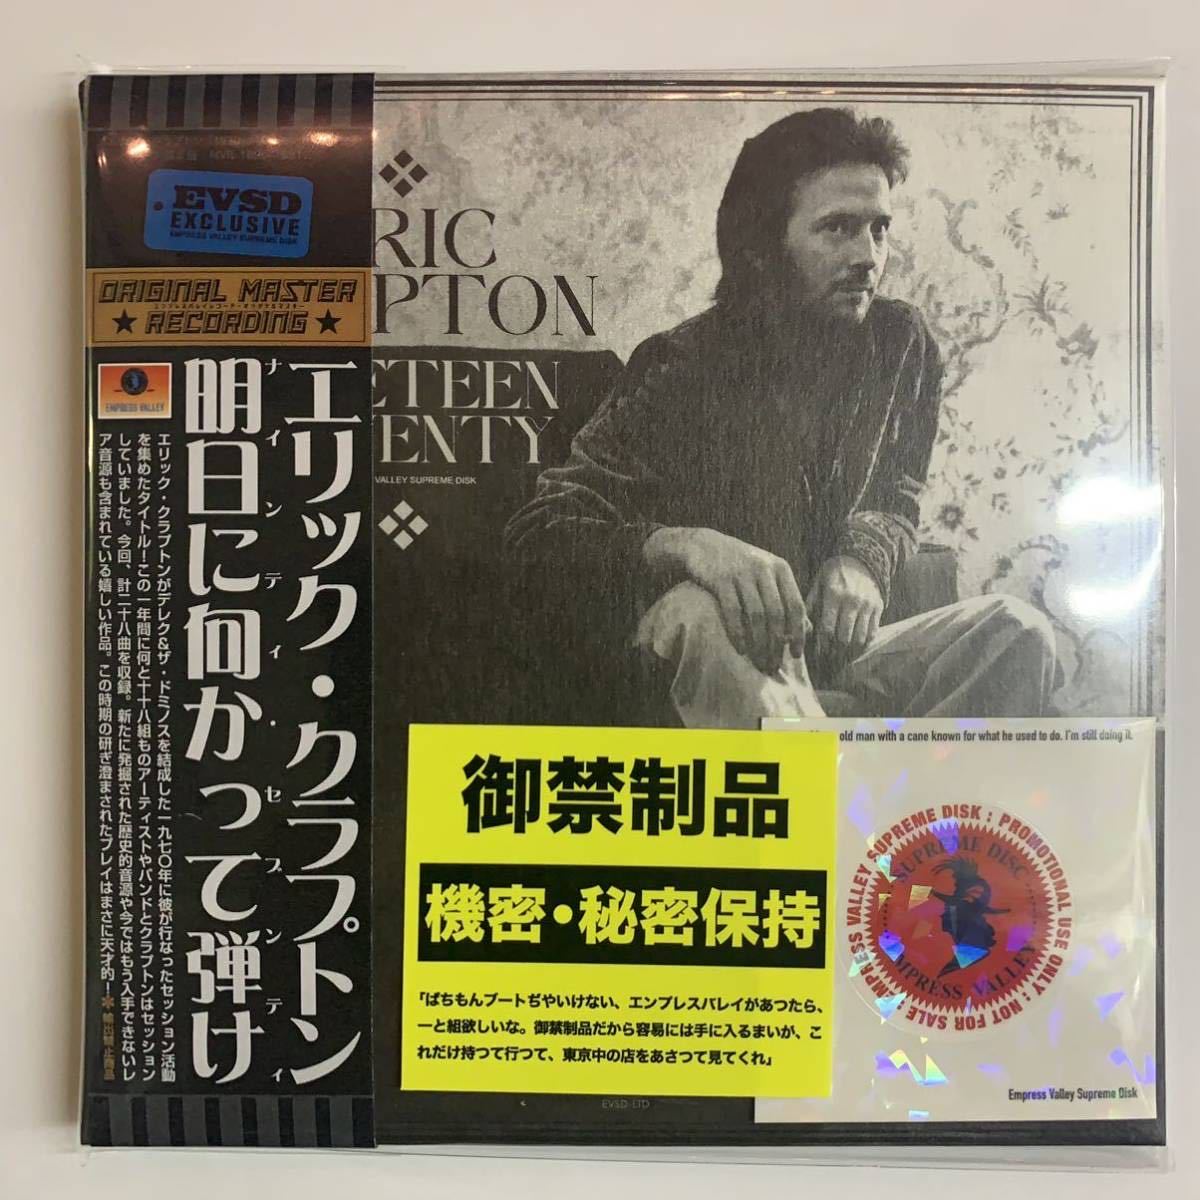 EVSD
EXCLUSIVE
EMPRESS VALLEY SUPREME DISK
ORIGINAL MASTER
RECORDING
EMPRESS VALLEY
エリック・クラプトン
明日に向かって弾け
ナインティ・セブンティ
エリック・クラプトンがデレク&ザ・ドミノスを結成した一九七〇年に彼が行なったセッション活動
を集めたタイトル!この一年間に何と十八組ものアーティストやバンドとクラプトンはセッション
していました。今回、計二十八曲を収録。新たに発掘された歴史的音源や今ではもう入手できないレ
ア音源も含まれている嬉しい作品。この時期の研ぎ澄まされたプレイはまさに天才的!※輸出禁止商品
RIC
PTON
ETEEN
ENTY
VALLEY SUPREME DISK
御禁制品
機密・秘密保持
「ばちもんブートぢやいけない、エンプレスバレイがあつたら、
一と組欲しいな。御禁制品だから容易には手に入るまいが、こ
れだけ持つて行つて、東京中の店をあさつて見てくれ」
old man with a cane known for what he used to do. I'm still doing it.
EMPRESS VALLEY SUPREME DISK : PROMOTIONAL USE ONLY : NOT FOR SALE :
SUPREME DISC
EMPRESS VALLEY
Empress Valley Supreme Disk
EVSD-LTD